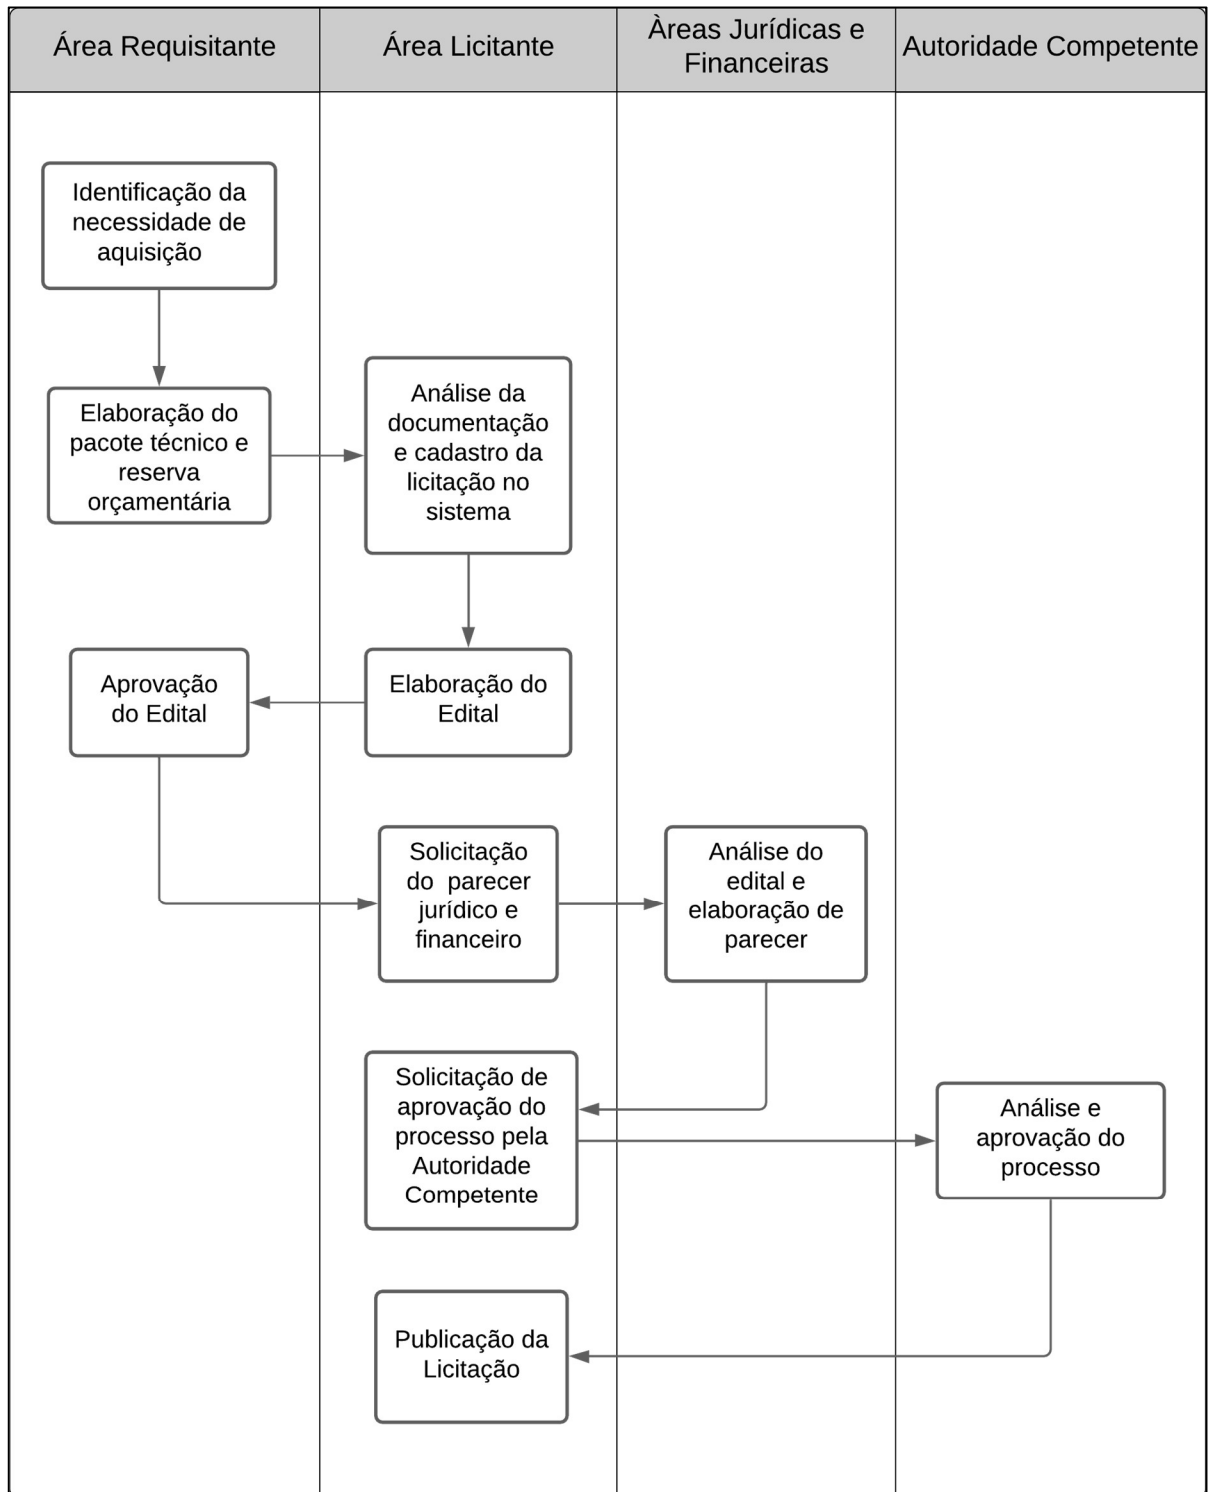 Área Requisitante
Área Licitante
Àreas Jurídicas e
Financeiras
Autoridade Competente
Identificação da
necessidade de
aquisição
Elaboração do
pacote técnico e
reserva
orçamentária
Análise da
documentação
e cadastro da
licitação no
sistema
Elaboração do
Edital
Aprovação
do Edital
Solicitação
do parecer
jurídico e
financeiro
Análise do
edital e
elaboração de
parecer
Solicitação de
aprovação do
processo pela
Autoridade
Competente
Análise e
aprovação do
processo
Publicação da
Licitação